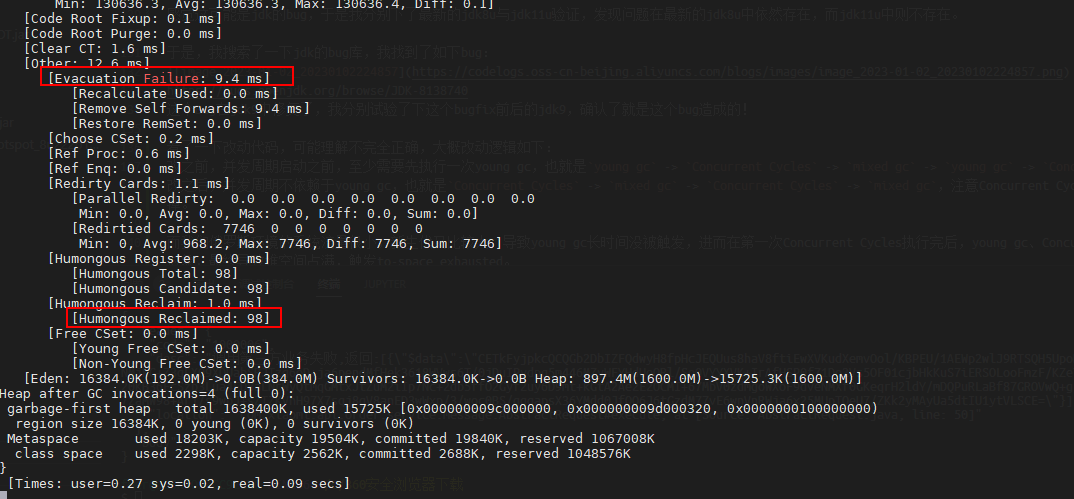 Min: 130636.3, Avg: 130636.3, Max: 130636.4, Diff: 0.1]
[Code Root Fixup: 0.1 ms]
[Code Root Purge: 0.0 ms]
[Clear CT: 1.6 ms]
[Other: 12.6 ms]
[Evacuation Failure: 9.4 ms]
[Recalculate Used: 0.0 ms]
[Remove Self Forwards: 9.4 ms]
[Restore RemSet: 0.0 ms]
[Choose CSet: 0.2 ms]
[Ref Proc: 0.6 ms]
[Ref Enq: 0.0 ms]
[Redirty Cards: 1.1 ms]
[Parallel Redirty: 0.0 0.0 0.0 0.0 0.0 0.0 0.0 0.0
Min: 0.0, Avg: 0.0, Max: 0.0, Diff: 0.0, Sum: 0.0]
[Redirtied Cards: 7746 0 0 0 0 0 0 0
Min: 0, Avg: 968.2, Max: 7746, Diff: 7746, Sum: 7746]
[Humongous Register: 0.0 ms]
[Humongous Total: 98]
[Humongous Candidate: 98]
[Humongous Reclaim: 1.0 ms]
[Humongous Reclaimed: 98]
[Free CSet: 0.0 ms]
[Young Free CSet: 0.0 ms]
[Non-Young Free CSet: 0.0 ms]
[Eden: 16384.0K(192.0M)->0.0B(384.0M) Survivors: 16384.0K->0.0B Heap: 897.4M(1600.0M)->15725.3K(1600.0M)]
Heap after GC invocations=4 (full 0):
garbage-first heap total 1638400K, used 15725K [0x000000009c000000, 0x000000009d000320, 0x0000000100000000)
region size 16384K, 0 young (0K), 0 survivors (0K)
Metaspace used 18203K, capacity 19504K, committed 19840K, reserved 1067008K
class space used 2298K, capacity 2562K, committed 2688K, reserved 1048576K
}
[Times: user=0.27 sys=0.02, real=0.09 secs]